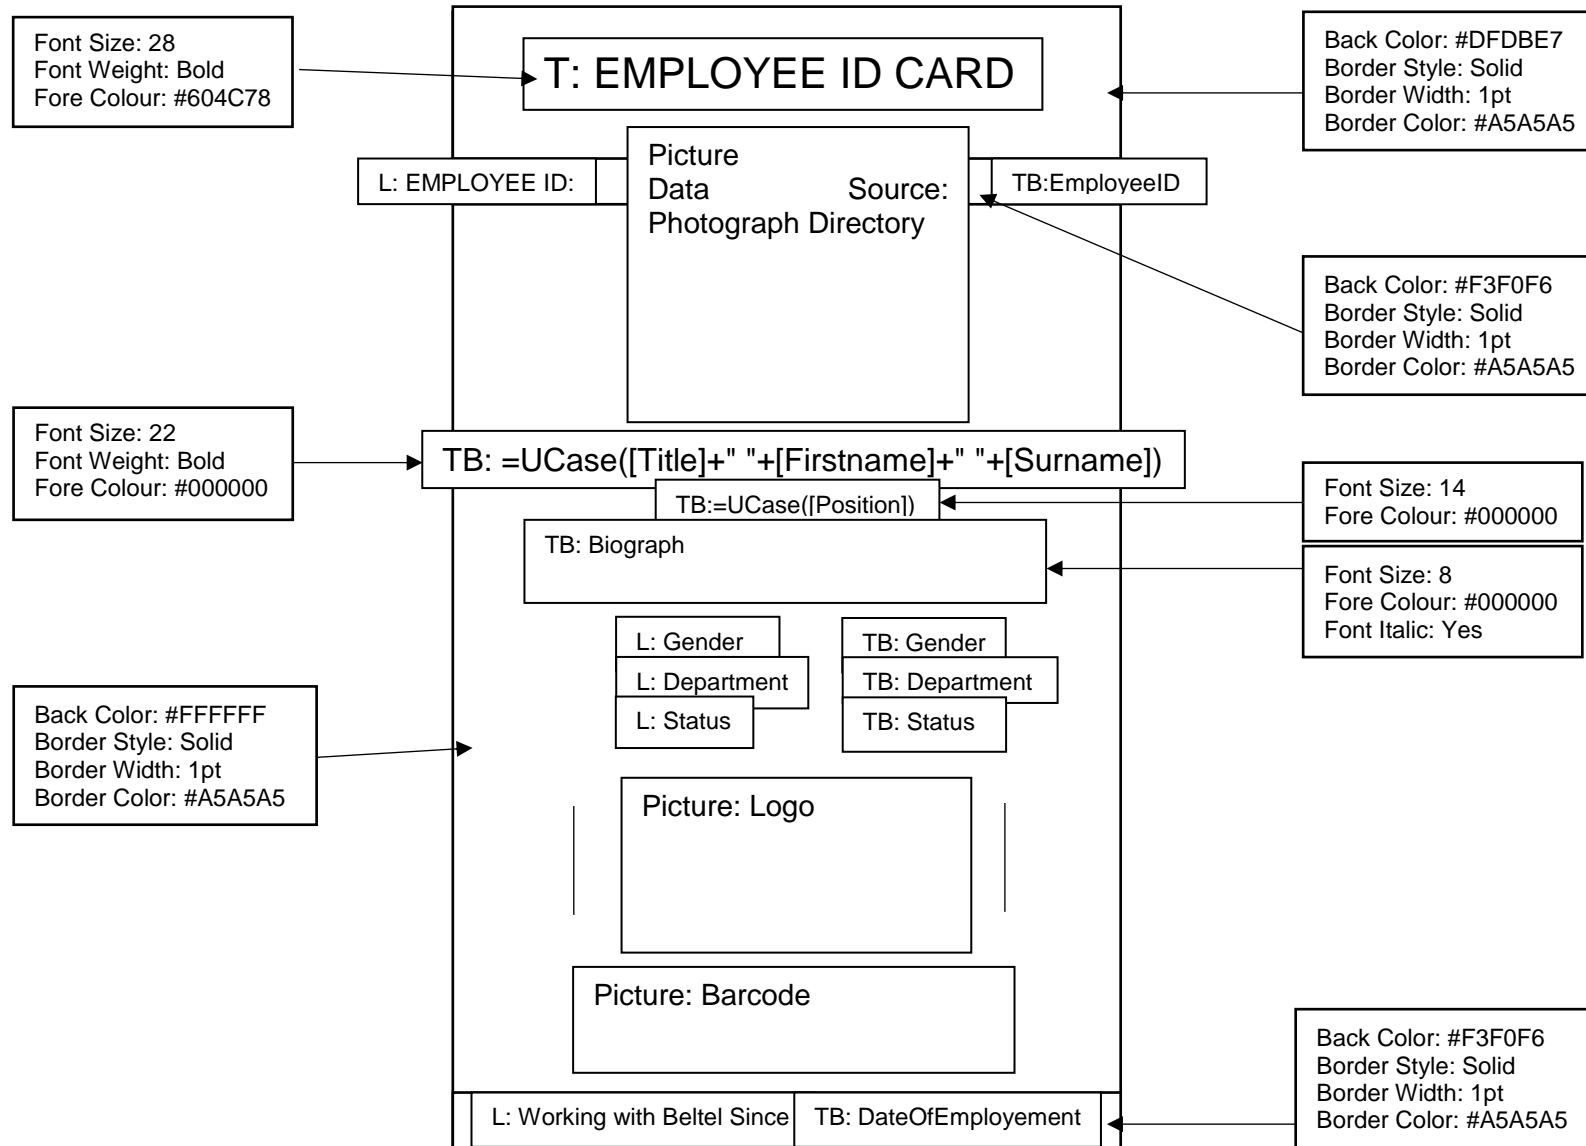 Font Size: 28
Font Weight: Bold
Fore Colour: #604C78
T: EMPLOYEE ID CARD
Back Color: #DFDBE7
Border Style: Solid
Border Width: 1pt
Border Color: #A5A5A5
L: EMPLOYEE ID:
Picture
Data Source:
Photograph Directory
TB:EmployeeID
Back Color: #F3F0F6
Border Style: Solid
Border Width: 1pt
Border Color: #A5A5A5
Font Size: 22
Font Weight: Bold
Fore Colour: #000000
TB: =UCase([Title]+" "+[Firstname]+" "+[Surname])
TB:=UCase([Position])
Font Size: 14
Fore Colour: #000000
TB: Biograph
Font Size: 8
Fore Colour: #000000
Font Italic: Yes
L: Gender
TB: Gender
L: Department
TB: Department
L: Status
TB: Status
Back Color: #FFFFFF
Border Style: Solid
Border Width: 1pt
Border Color: #A5A5A5
Picture: Logo
Picture: Barcode
L: Working with Beltel Since
TB: DateOfEmployement
Back Color: #F3F0F6
Border Style: Solid
Border Width: 1pt
Border Color: #A5A5A5